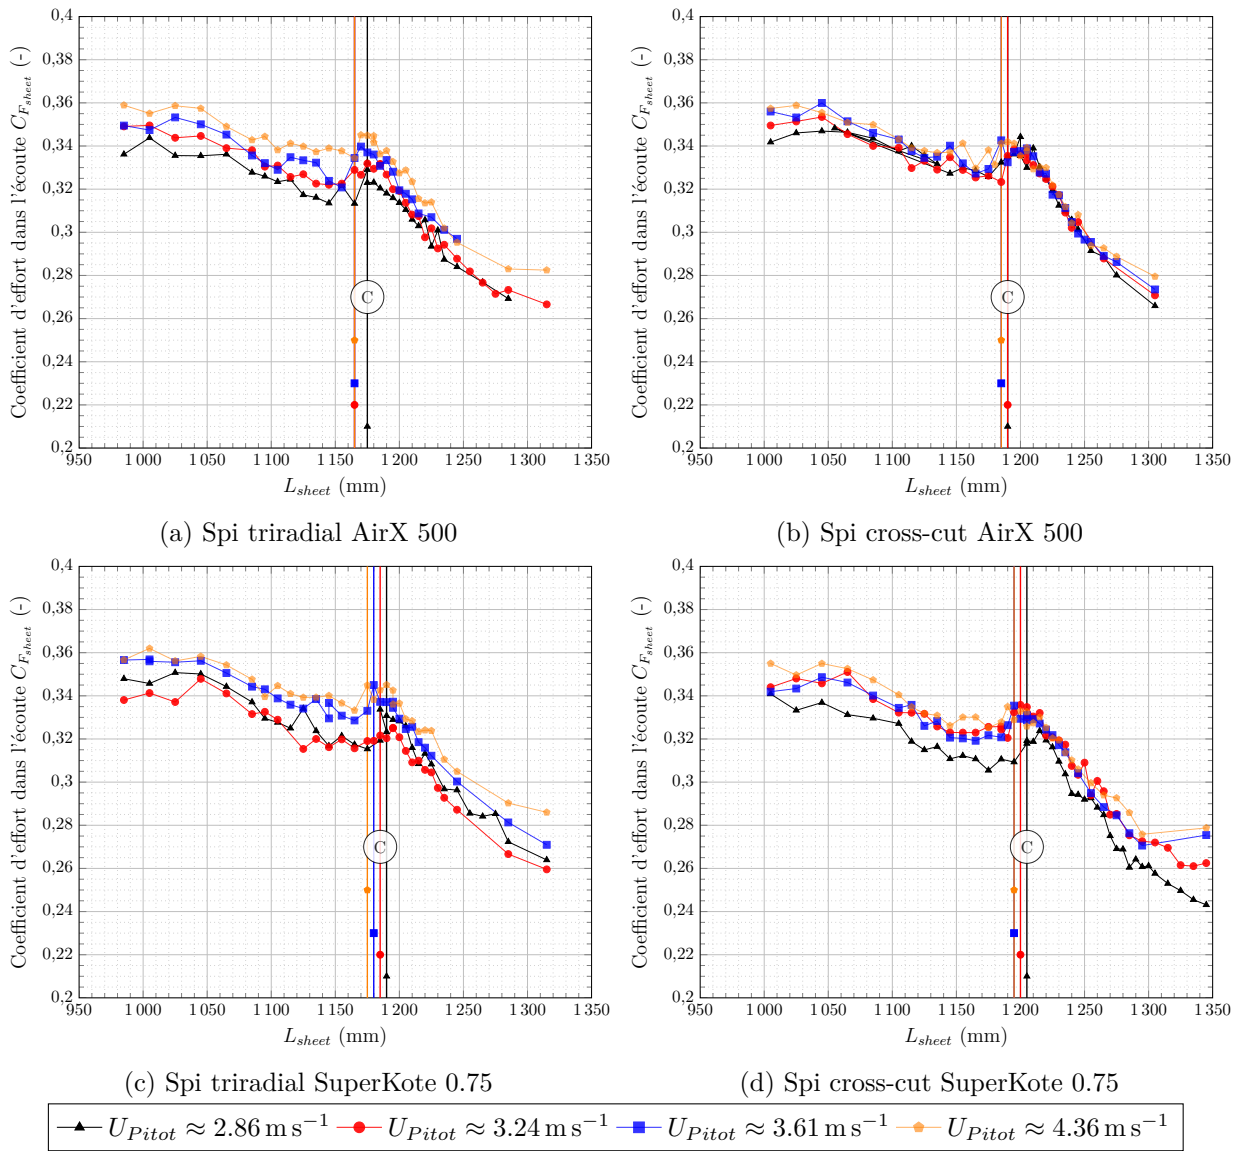 0,4
0,38
0,36
0,34
0,32
0,3
0,28
0,26
0,24
0,22
0,2
Coefficient d'effort dans l'écoute C_{F_{sheet}} (-)
C
950 1 000 1 050 1 100 1 150 1 200 1 250 1 300 1 350
L_{sheet} (mm)
(a) Spi triradial AirX 500
0,4
0,38
0,36
0,34
0,32
0,3
0,28
0,26
0,24
0,22
0,2
Coefficient d'effort dans l'écoute C_{F_{sheet}} (-)
C
950 1 000 1 050 1 100 1 150 1 200 1 250 1 300 1 350
L_{sheet} (mm)
(b) Spi cross-cut AirX 500
0,4
0,38
0,36
0,34
0,32
0,3
0,28
0,26
0,24
0,22
0,2
Coefficient d'effort dans l'écoute C_{F_{sheet}} (-)
C
950 1 000 1 050 1 100 1 150 1 200 1 250 1 300 1 350
L_{sheet} (mm)
(c) Spi triradial SuperKote 0.75
0,4
0,38
0,36
0,34
0,32
0,3
0,28
0,26
0,24
0,22
0,2
Coefficient d'effort dans l'écoute C_{F_{sheet}} (-)
C
950 1 000 1 050 1 100 1 150 1 200 1 250 1 300 1 350
L_{sheet} (mm)
(d) Spi cross-cut SuperKote 0.75
U_{Pitot} ≈ 2.86 m s⁻¹ U_{Pitot} ≈ 3.24 m s⁻¹ U_{Pitot} ≈ 3.61 m s⁻¹ U_{Pitot} ≈ 4.36 m s⁻¹